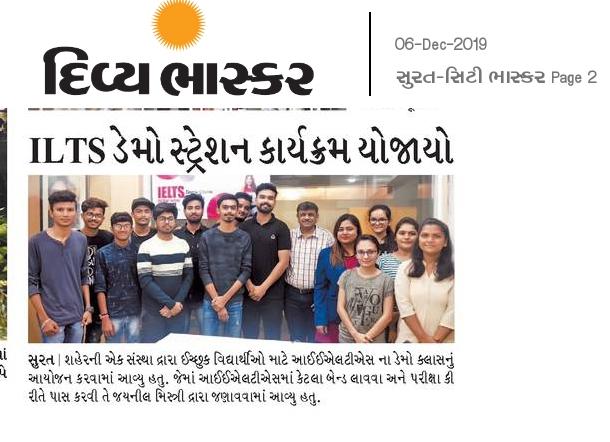 દિવ્ય ભાસ્કર
06-Dec-2019
સુરત-સિટી ભાસ્કર Page 2
ILTS ડેમો સ્ટ્રેશન કાર્યક્રમ યોજાયો
IELTS
સુરત | શહેરની એક સંસ્થા દ્વારા ઈચ્છુક વિદ્યાર્થીઓ માટે આઈઈએલટીએસ ના ડેમો ક્લાસનું
આયોજન કરવામાં આવ્યુ હતુ. જેમાં આઈઈએલટીએસમાં કેટલા બેન્ડ લાવવા અને પરીક્ષા કી
રીતે પાસ કરવી તે જયનીલ મિસ્ત્રી દ્વારા જણાવવામાં આવ્યુ હતુ.